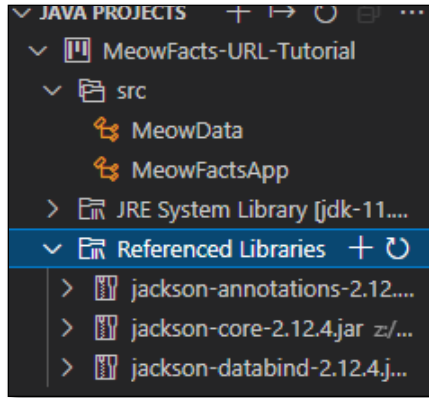 JAVA PROJECTS
MeowFacts-URL-Tutorial
src
MeowData
MeowFactsApp
JRE System Library [jdk-11....
Referenced Libraries
jackson-annotations-2.12....
jackson-core-2.12.4.jar z:/...
jackson-databind-2.12.4.j...